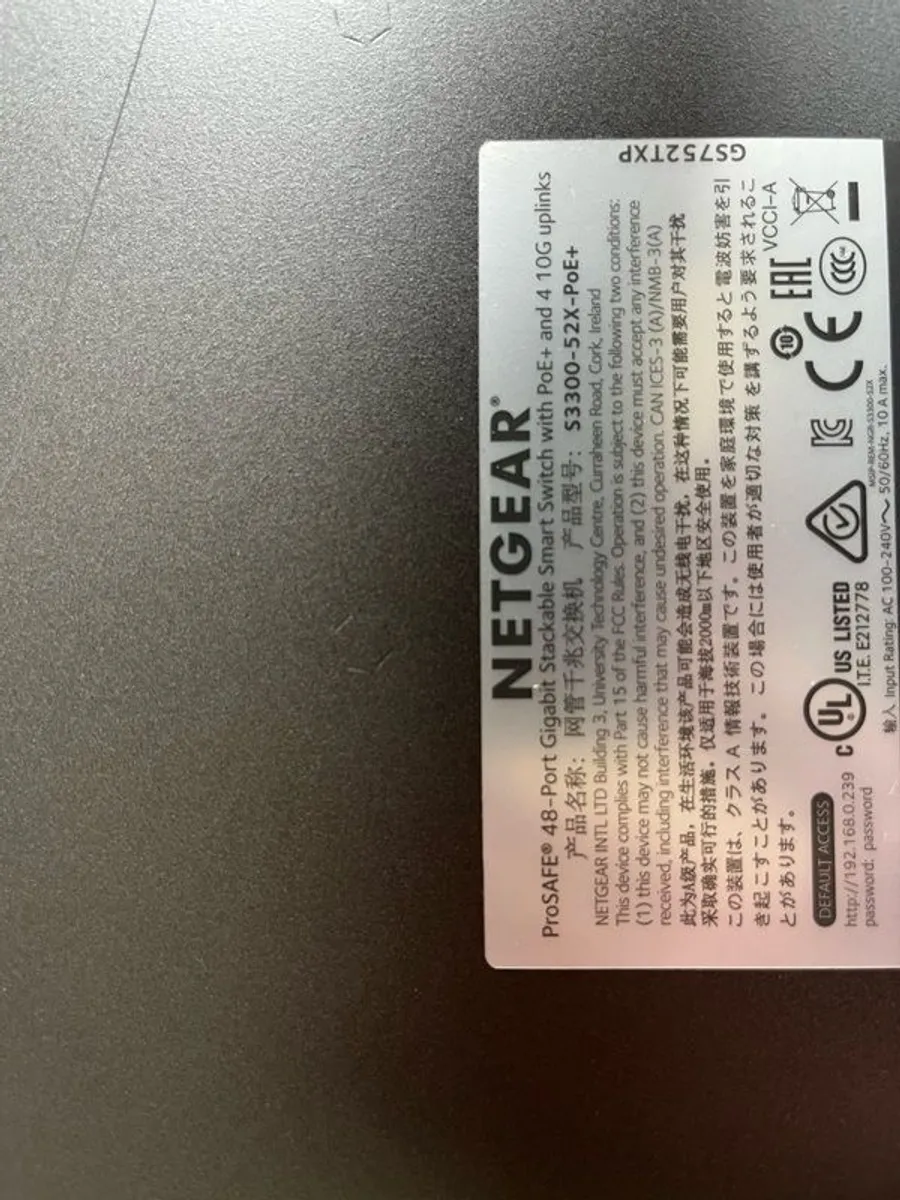 GS752TXP
NETGEAR®
ProSAFE® 48-Port Gigabit Stackable Smart Switch with PoE+ and 4 10G uplinks
产品名称：网管千兆交换机 产品型号：S3300-52X-PoE+
NETGEAR INTL LTD Building 3, University Technology Centre, Curraheen Road, Cork, Ireland
This device complies with Part 15 of the FCC Rules. Operation is subject to the following two conditions:
(1) this device may not cause harmful interference, and (2) this device must accept any interference
received, including interference that may cause undesired operation. CAN ICES-3 (A)/NMB-3(A)
此为A级产品，在生活环境该产品可能会造成无线电干扰，在这种情况下可能需要用户对其干扰
采取确实可行的措施。仅适用于海拔2000m以下地区安全使用。
この装置は、クラス A 情報技術装置です。この装置を家庭環境で使用すると電波妨害を引
き起こすことがあります。この場合には使用者が適切な対策を講ずるよう要求されるこ
とがあります。
VCCI-A
10
EAC
CE
CCC
C UL ® US LISTED
I.T.E. E212778
MSIP-REM-NGR-S3300-52X
DEFAULT ACCESS
http://192.168.0.239
password: password
输入 Input Rating: AC 100-240V～ 50/60Hz, 10 A max.